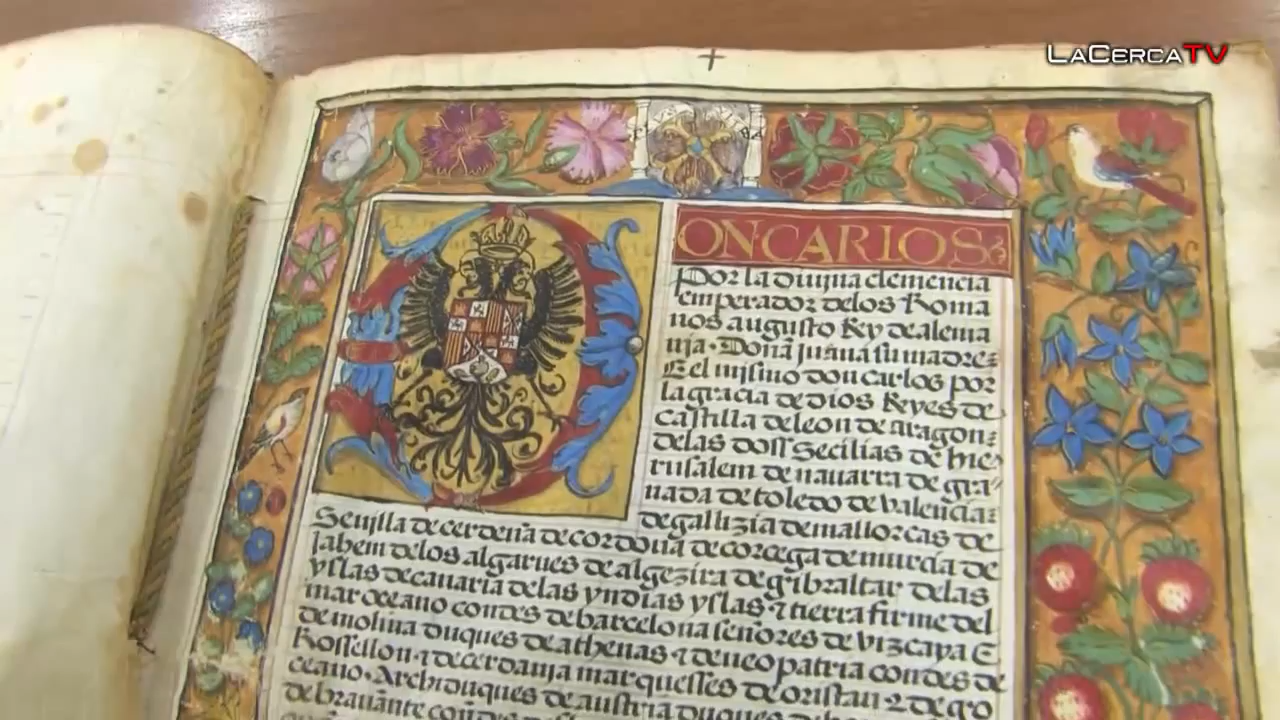 LACERCATV
ONCARLOS
Por la diuina clemencia
emperador delos Roma
nos augusto Rey de alema
nia. Doña juana su madre
E el mismo don carlos por
la gracia de dios Reyes de
castilla de leon de aragon
delas doss secilias de hie
rusalem de nauarra de gra
nada de toledo de valencia
de gallizia de mallorcas de
Seuilla de cerdeña de cordoua de corcega de murcia de
Jahem delos algarues de algezira de gibraltar delas
yslas de canaria delas yndias yslas τ tierra firme del
mar oceano condes de barcelona señores de vizcaya E
de molina duques de athenas τ de neopatria condes de
Rossellon τ de cerdania marquesses de oristan τ de go
ceano. Archiduques de austria duques de
de brauante condes de